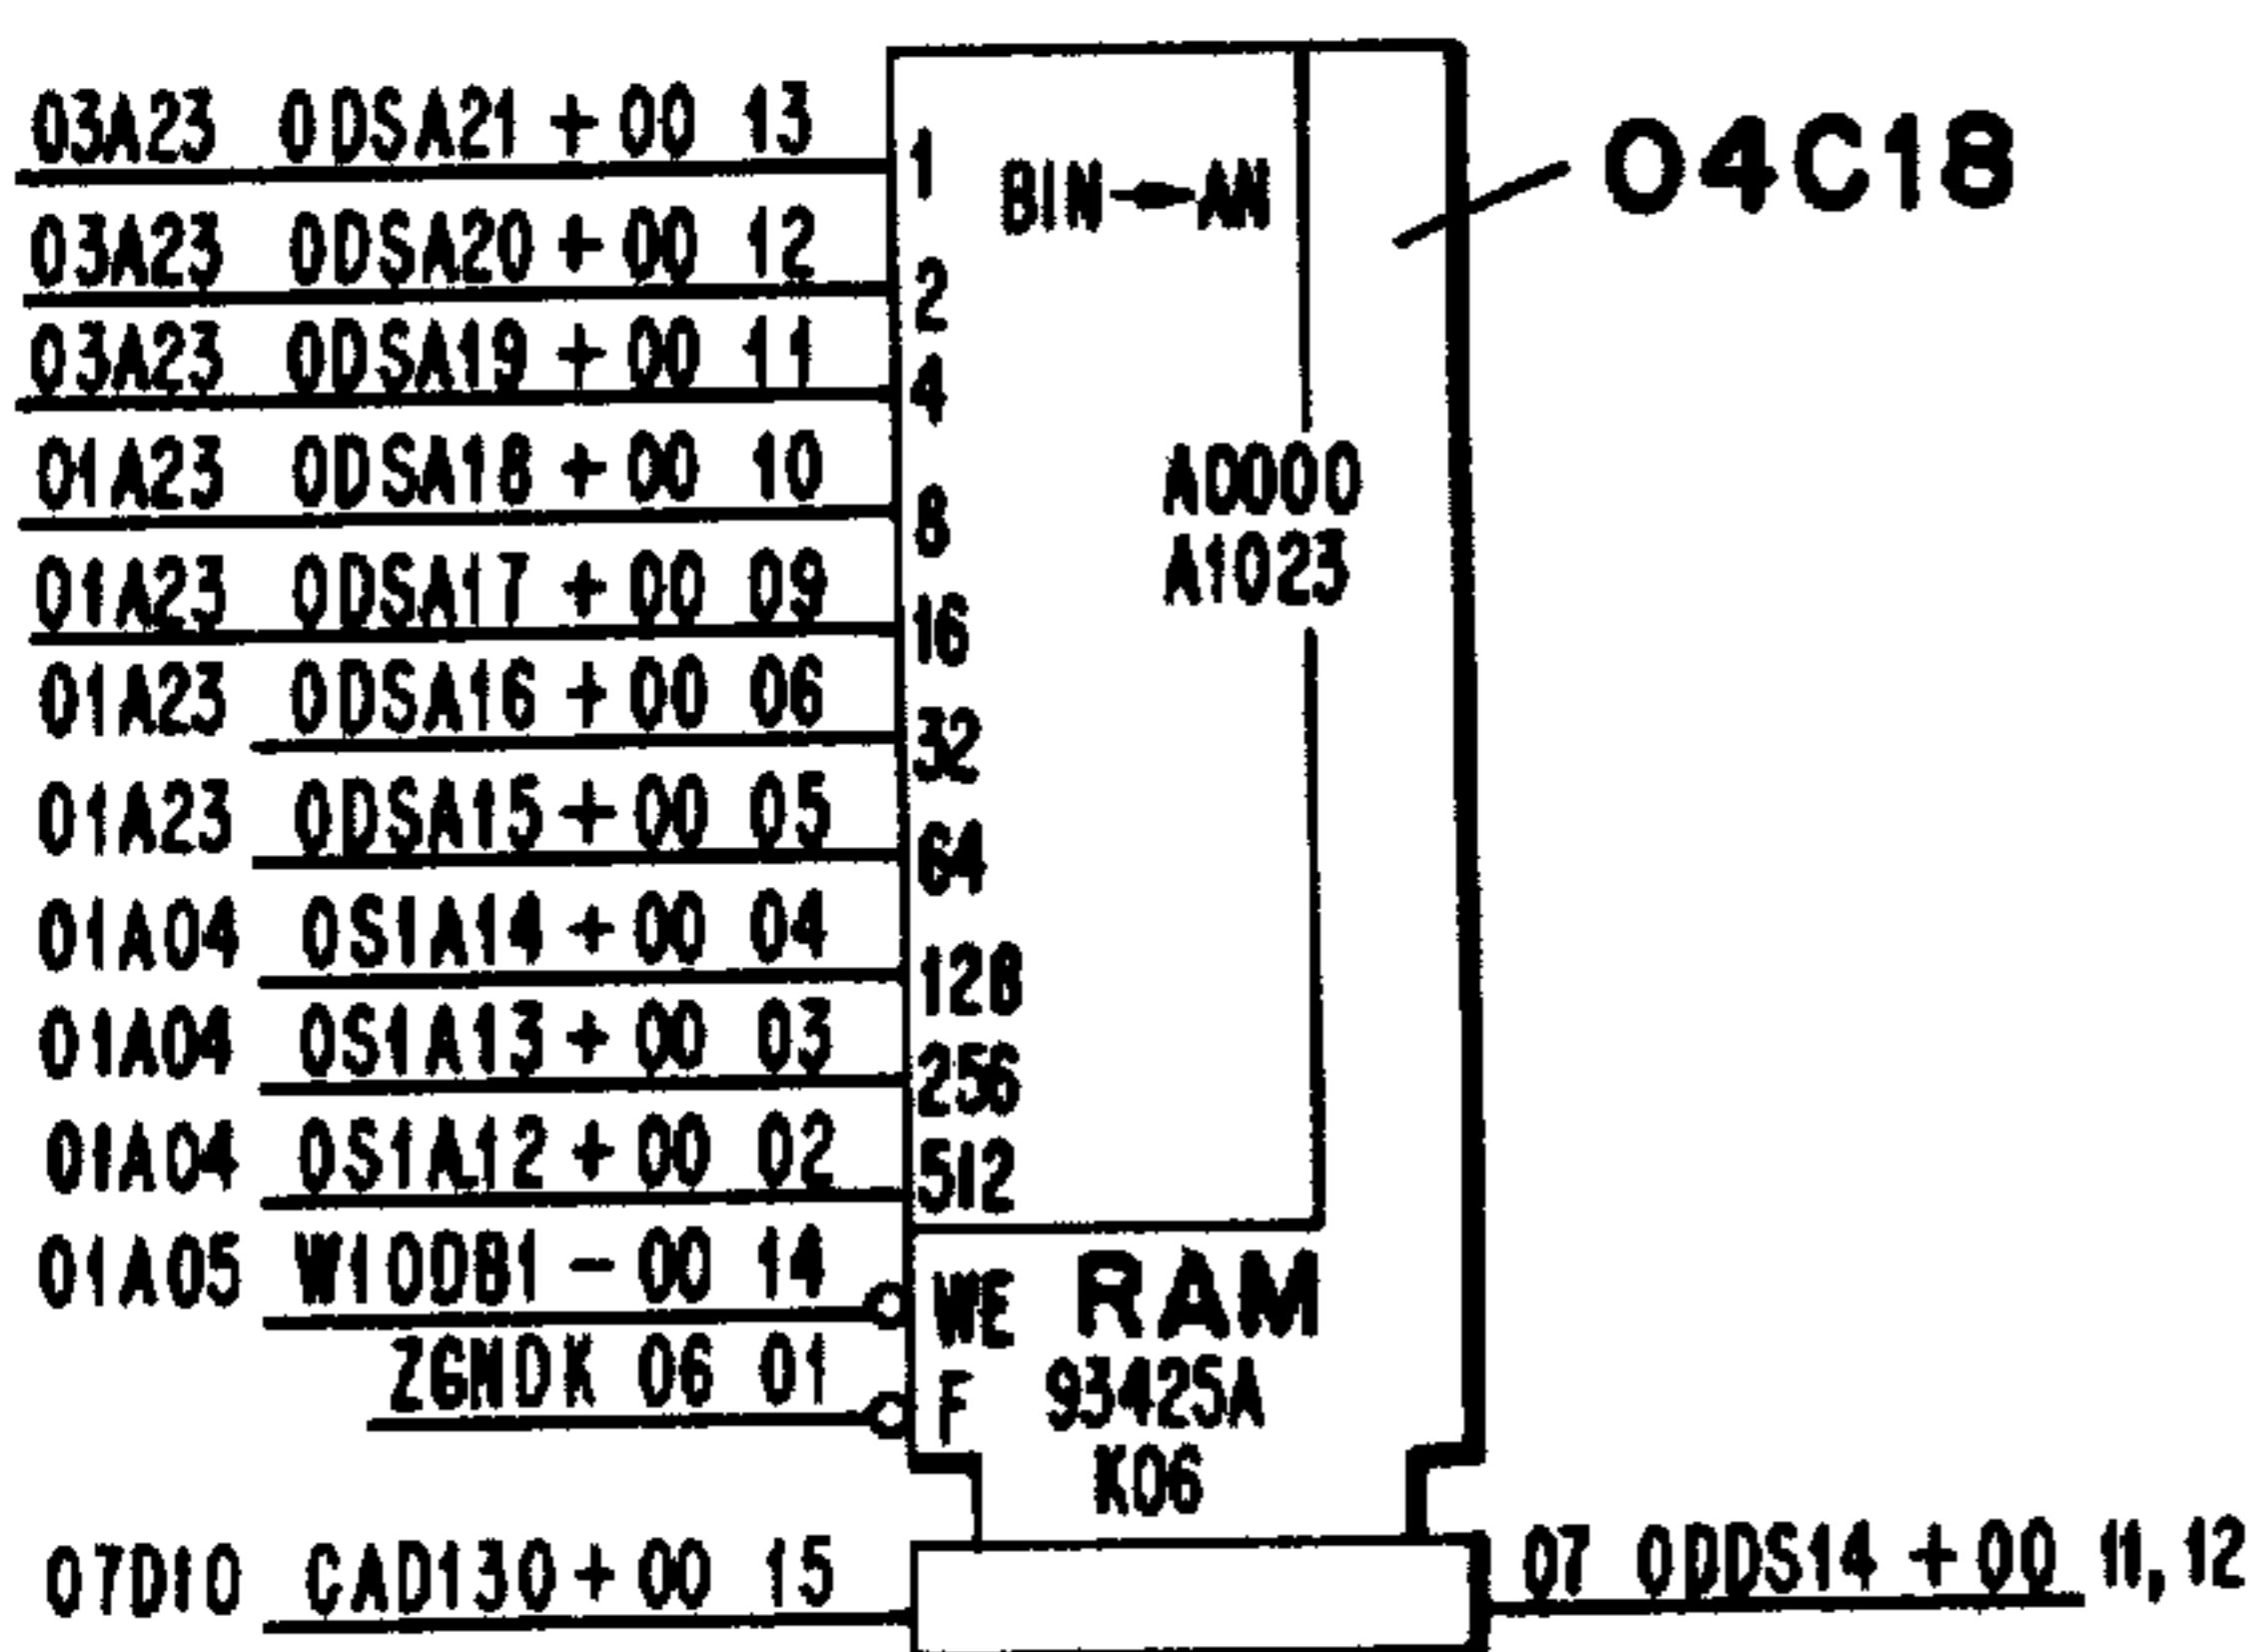 03A23 0DSA21+00 13
1
BIN AN
04C18
03A23 0DSA20+00 12
2
03A23 0DSA19+00 11
4
01A23 0DSA18+00 10
8
A0000
A1023
01A23 0DSA17+00 09
16
01A23 0DSA16+00 06
32
01A23 0DSA15+00 05
64
01A04 0S1A14+00 04
128
01A04 0S1A13+00 03
256
01A04 0S1A12+00 02
512
01A05 W10DB1-00 14
WE RAM
ZGNDK 06 01
F 93425A
K06
07D10 CAD130+00 15
07 0DDS14+00 11,12